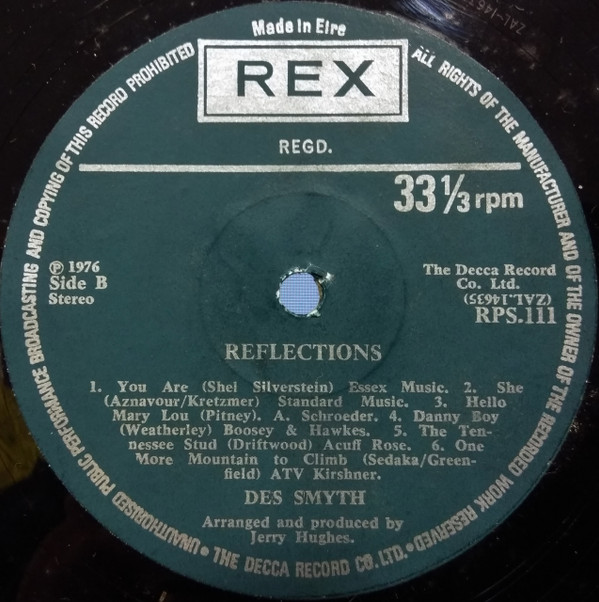 Made in Eire
REX
REGD.
33⅓ rpm
℗ 1976
Side B
Stereo
The Decca Record
Co. Ltd.
(ZAL.14635)
RPS.111
REFLECTIONS
1. You Are (Shel Silverstein) Essex Music. 2. She
(Aznavour/Kretzmer) Standard Music. 3. Hello
Mary Lou (Pitney). A. Schroeder. 4. Danny Boy
(Weatherley) Boosey & Hawkes. 5. The Ten-
nessee Stud (Driftwood) Acuff Rose. 6. One
More Mountain to Climb (Sedaka/Green-
field) ATV Kirshner.
DES SMYTH
Arranged and produced by
Jerry Hughes.
ALL RIGHTS OF THE MANUFACTURER AND OF THE OWNER OF THE RECORDED WORK RESERVED • THE DECCA RECORD CO. LTD. • UNAUTHORISED PUBLIC PERFORMANCE BROADCASTING AND COPYING OF THIS RECORD PROHIBITED